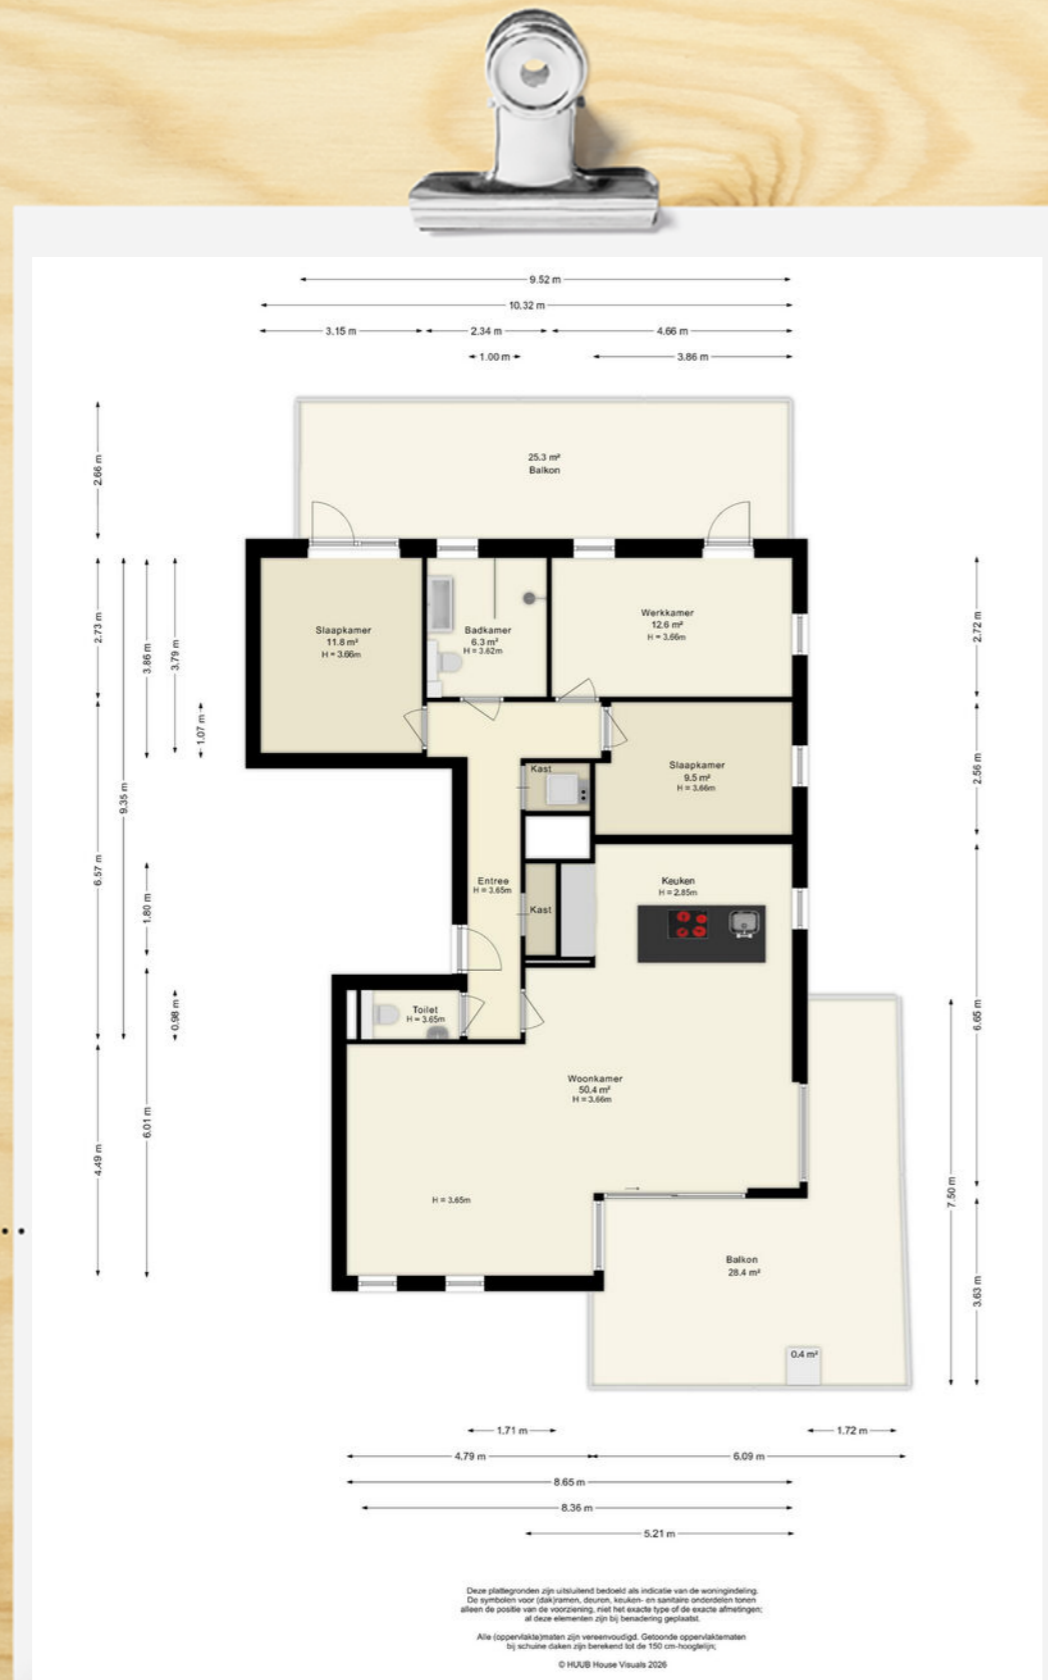 9.52 m
10.32 m
3.15 m
2.34 m
4.66 m
1.00 m
3.86 m
2.66 m
25.3 m²
Balkon
2.73 m
3.86 m
3.79 m
1.07 m
9.35 m
6.57 m
1.80 m
0.98 m
6.01 m
4.49 m
Slaapkamer
11.8 m²
H = 3.66m
Badkamer
6.3 m²
H = 3.62m
Werkkamer
12.6 m²
H = 3.66m
2.72 m
Slaapkamer
9.5 m²
H = 3.66m
2.56 m
Kast
Entree
H = 3.65m
Kast
Keuken
H = 2.85m
Toilet
H = 3.65m
Woonkamer
50.4 m²
H = 3.66m
6.65 m
H = 3.65m
7.50 m
Balkon
28.4 m²
3.63 m
0.4 m²
1.71 m
1.72 m
4.79 m
6.09 m
8.65 m
8.36 m
5.21 m
Deze plattegronden zijn uitsluitend bedoeld als indicatie van de woningindeling.
De symbolen voor (dak)ramen, deuren, keuken- en sanitaire onderdelen tonen
alleen de positie van de voorziening, niet het exacte type of de exacte afmetingen;
al deze elementen zijn bij benadering geplaatst.
Alle (oppervlakte)maten zijn vereenvoudigd. Getoonde oppervlaktematen
bij schuine daken zijn berekend tot de 150 cm-hoogtelijn;
© HUUB House Visuals 2026